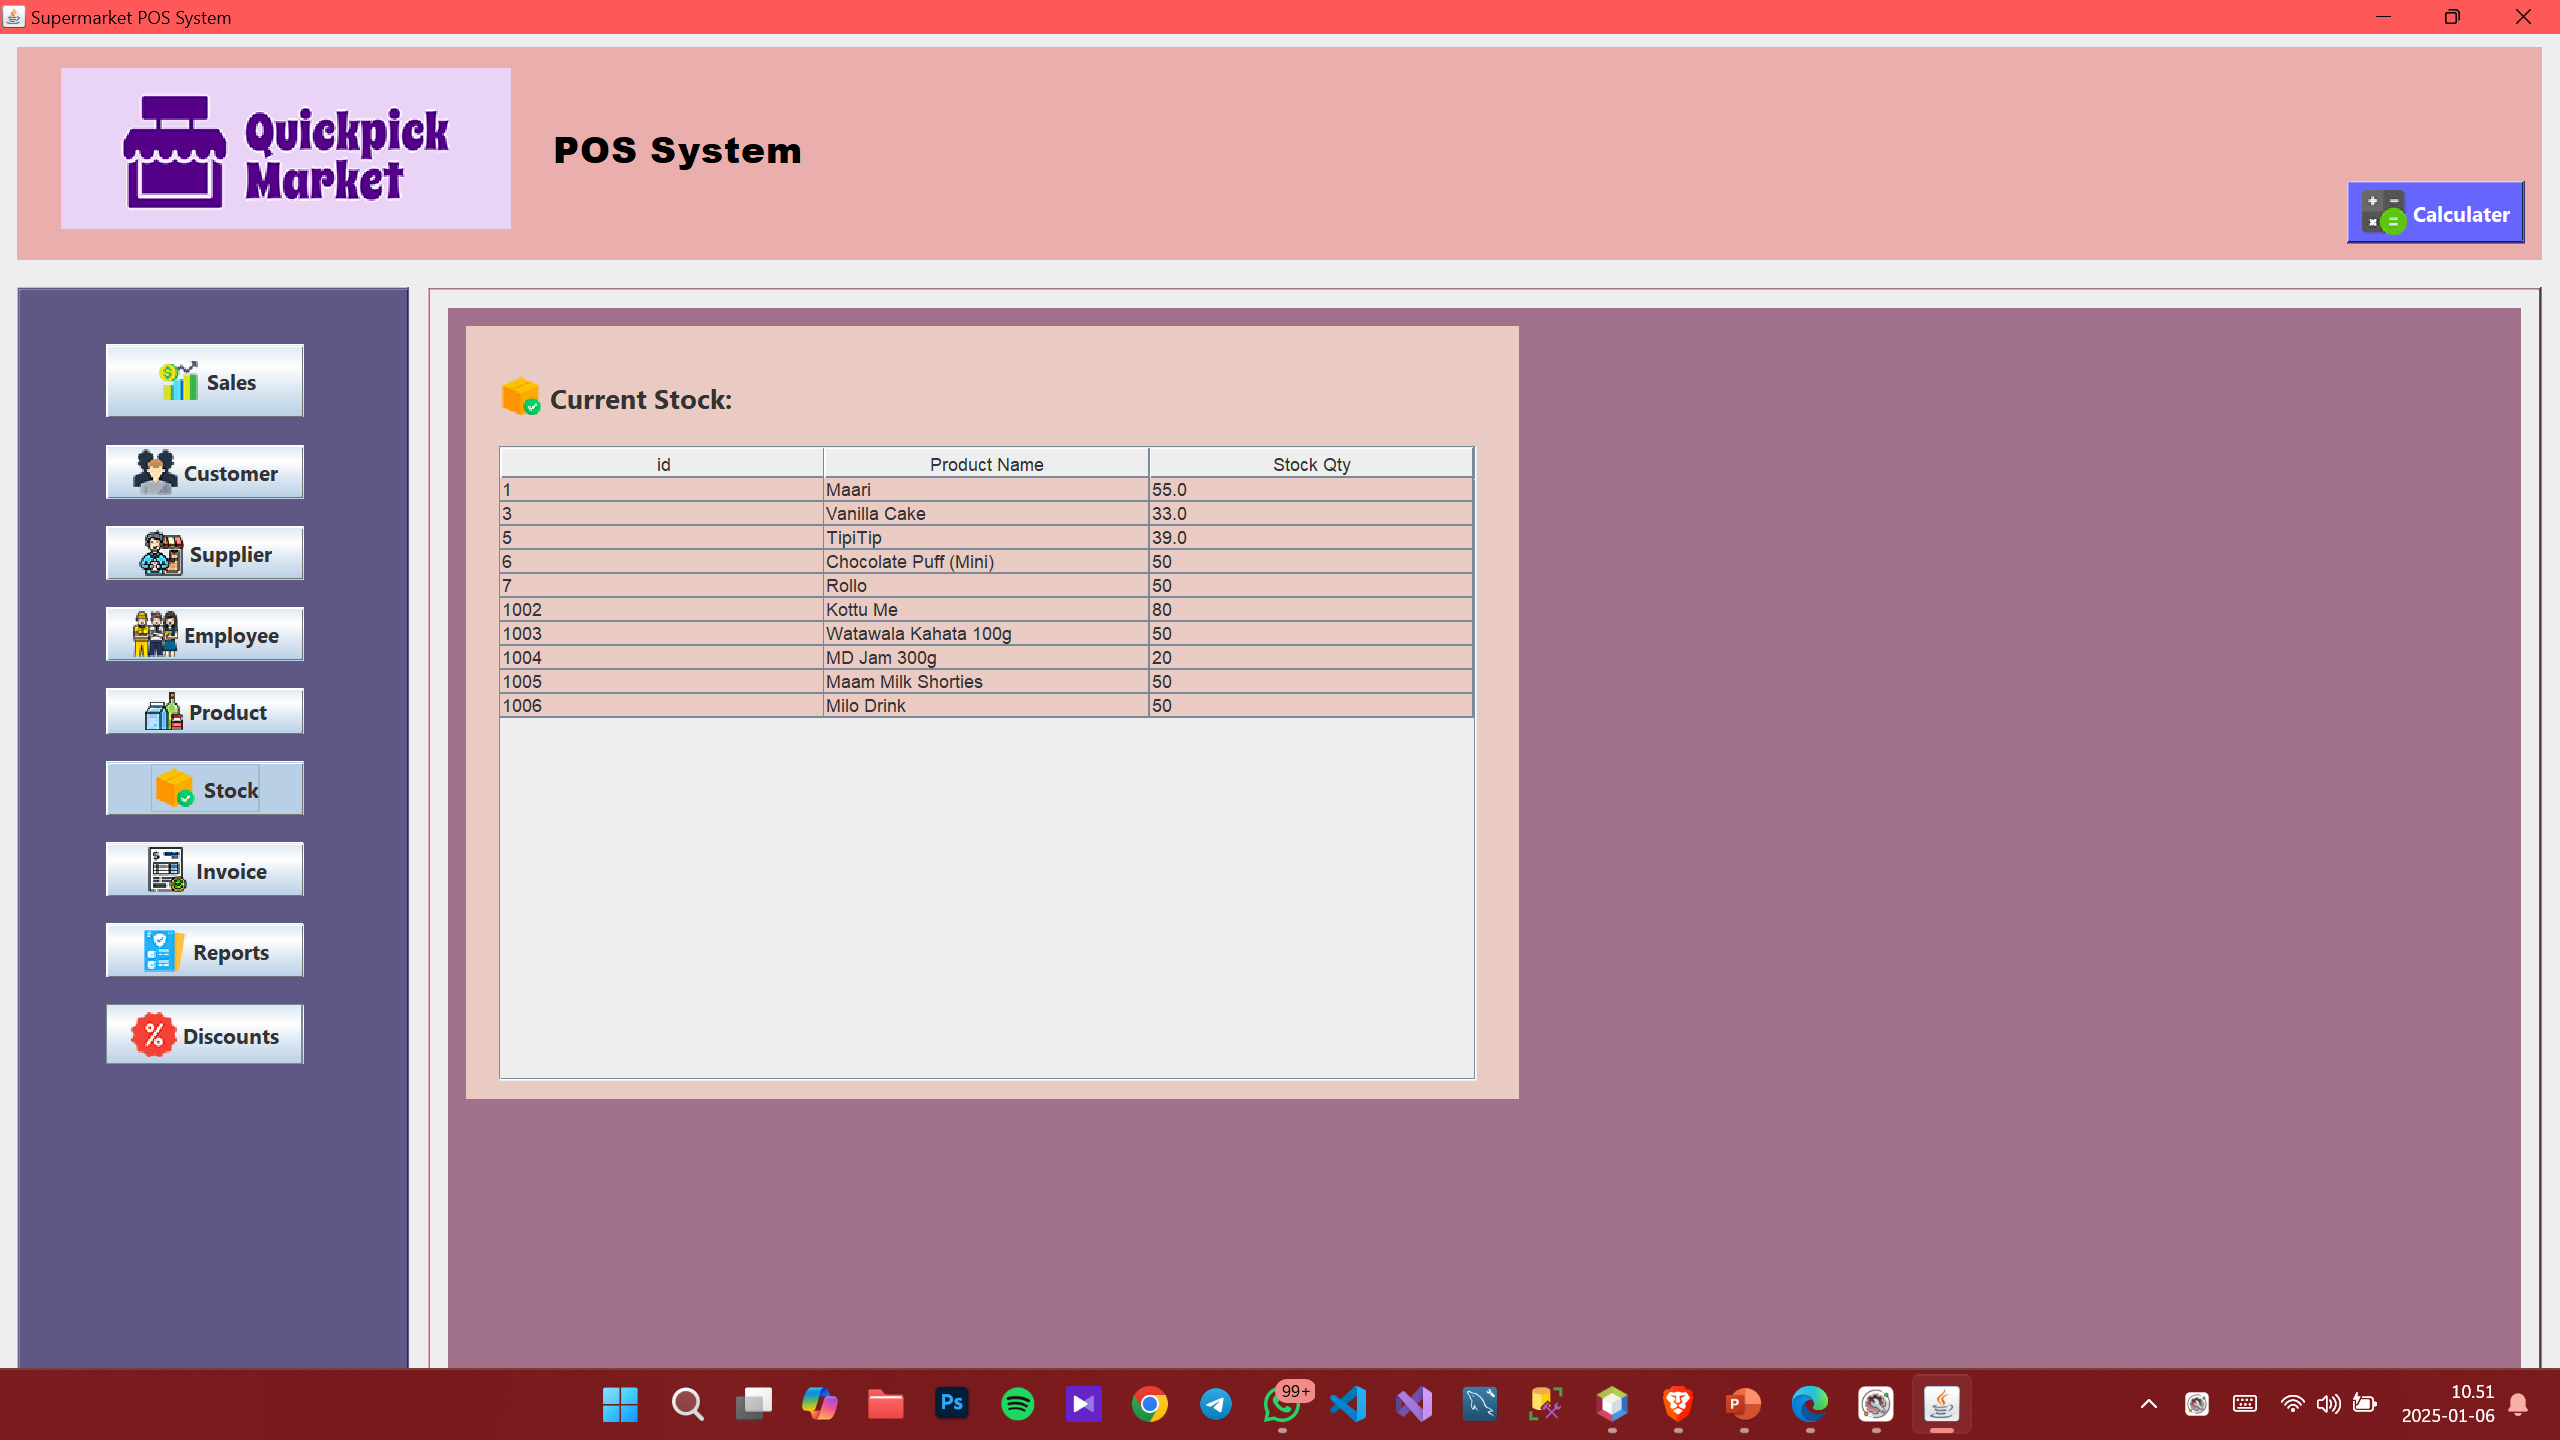 Supermarket POS System
Quickpick
Market
POS System
Calculater
Sales
Customer
Supplier
Employee
Product
Stock
Invoice
Reports
Discounts
Current Stock:
id Product Name Stock Qty
1 Maari 55.0
3 Vanilla Cake 33.0
5 TipiTip 39.0
6 Chocolate Puff (Mini) 50
7 Rollo 50
1002 Kottu Me 80
1003 Watawala Kahata 100g 50
1004 MD Jam 300g 20
1005 Maam Milk Shorties 50
1006 Milo Drink 50
Ps
99+
P
10.51
2025-01-06